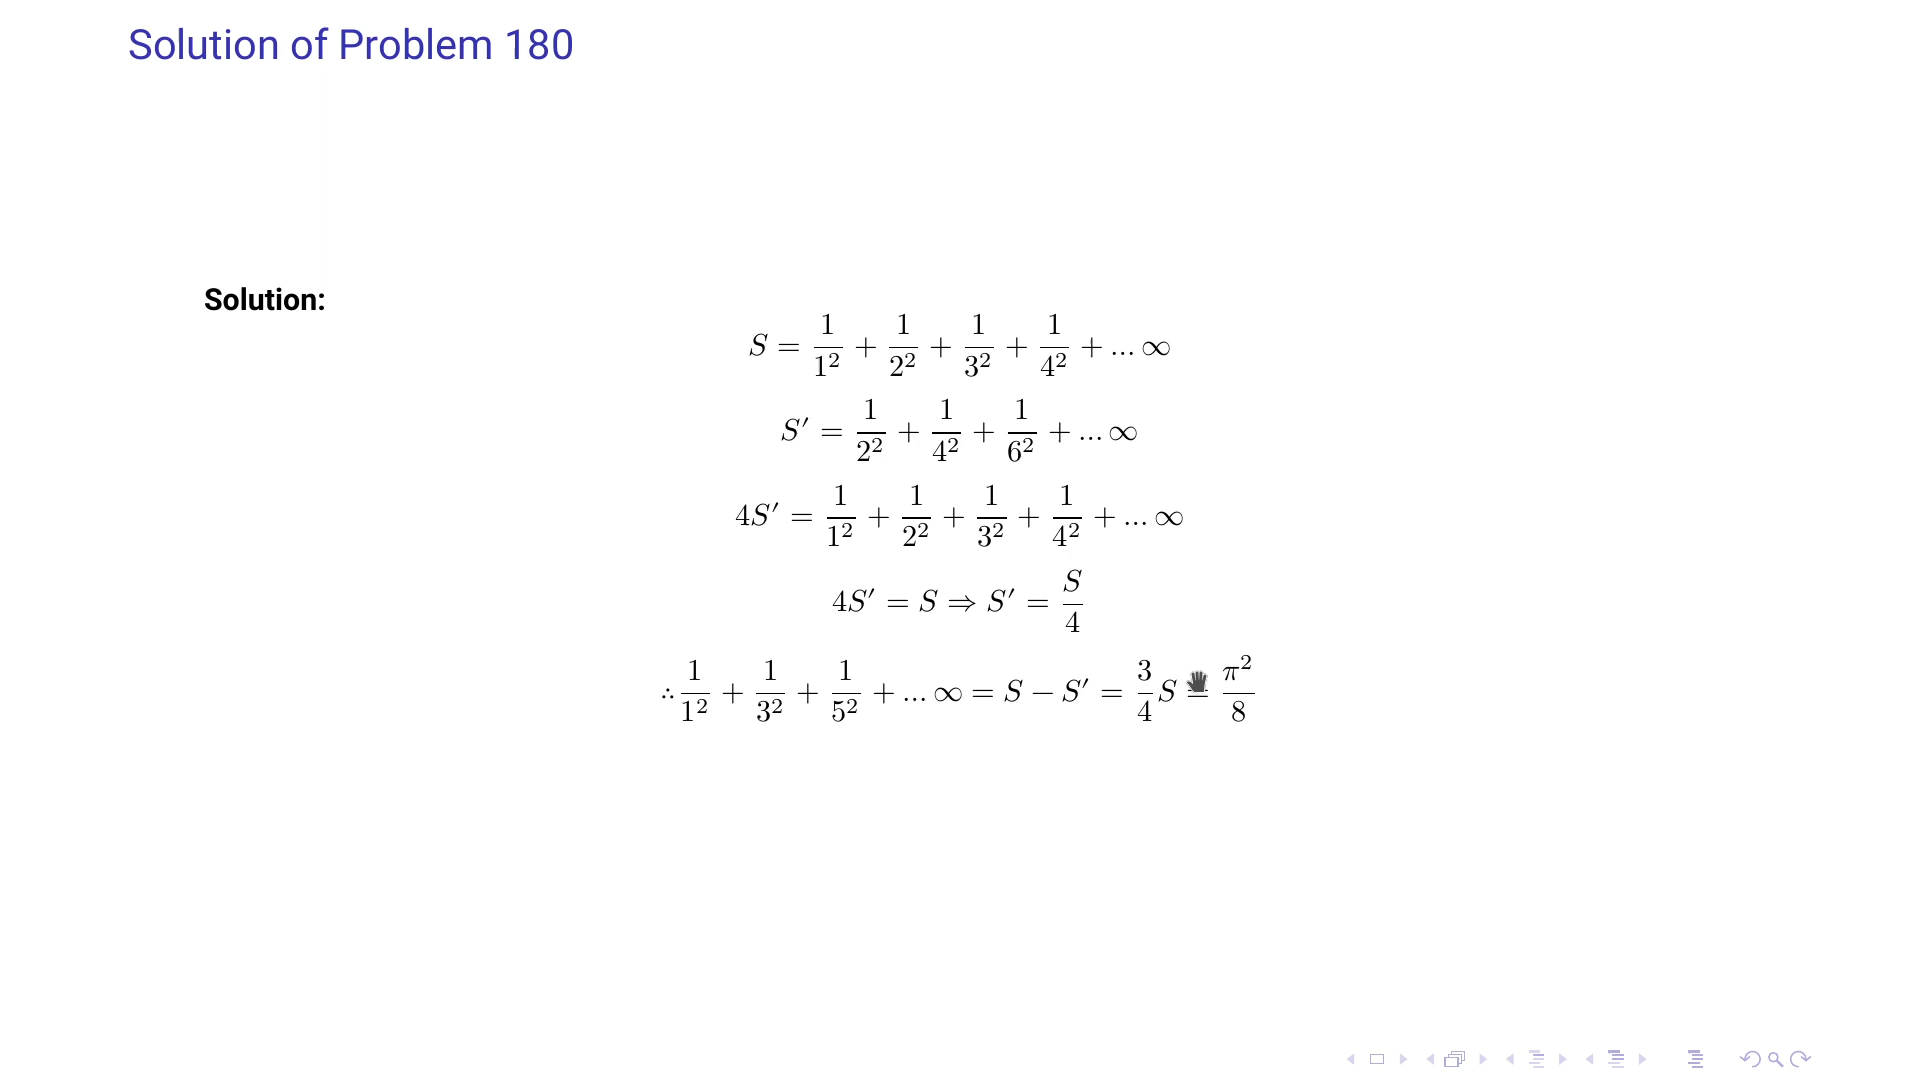 Solution of Problem 180
Solution:
S = 1/1² + 1/2² + 1/3² + 1/4² + ... ∞
S′ = 1/2² + 1/4² + 1/6² + ... ∞
4S′ = 1/1² + 1/2² + 1/3² + 1/4² + ... ∞
4S′ = S ⇒ S′ = S/4
∴ 1/1² + 1/3² + 1/5² + ... ∞ = S − S′ = 3/4 S = π²/8